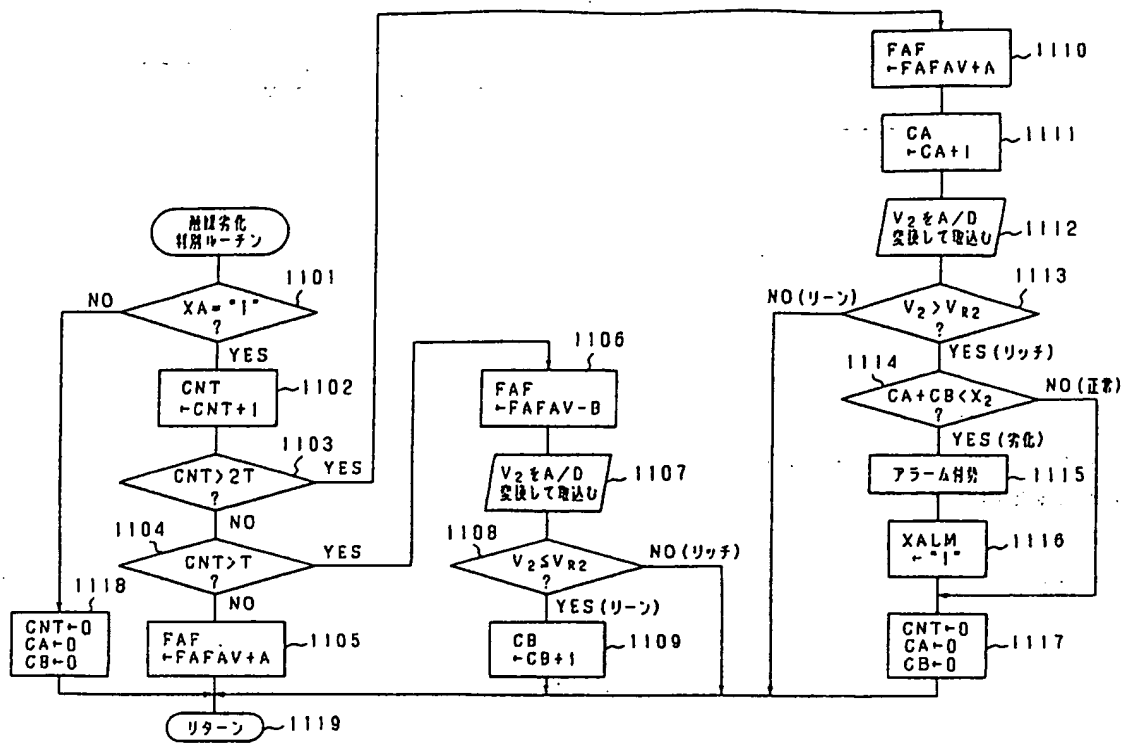 触媒劣化
判別ルーチン
1101
XA="1"
?
NO
YES
1102
CNT
←CNT+1
1103
CNT>2T
?
YES
NO
1104
CNT>T
?
YES
NO
1118
CNT←0
CA←0
CB←0
1105
FAF
←FAFAV+A
リターン
1119
1106
FAF
←FAFAV-B
1107
V2をA/D
変換して取込む
1108
V2≦VR2
?
NO(リッチ)
YES(リーン)
1109
CB
←CB+1
1110
FAF
←FAFAV+A
1111
CA
←CA+1
1112
V2をA/D
変換して取込む
1113
V2>VR2
?
NO(リーン)
YES(リッチ)
1114
CA+CB<X2
?
NO(正常)
YES(劣化)
1115
アラーム付勢
1116
XALM
←"1"
1117
CNT←0
CA←0
CB←0